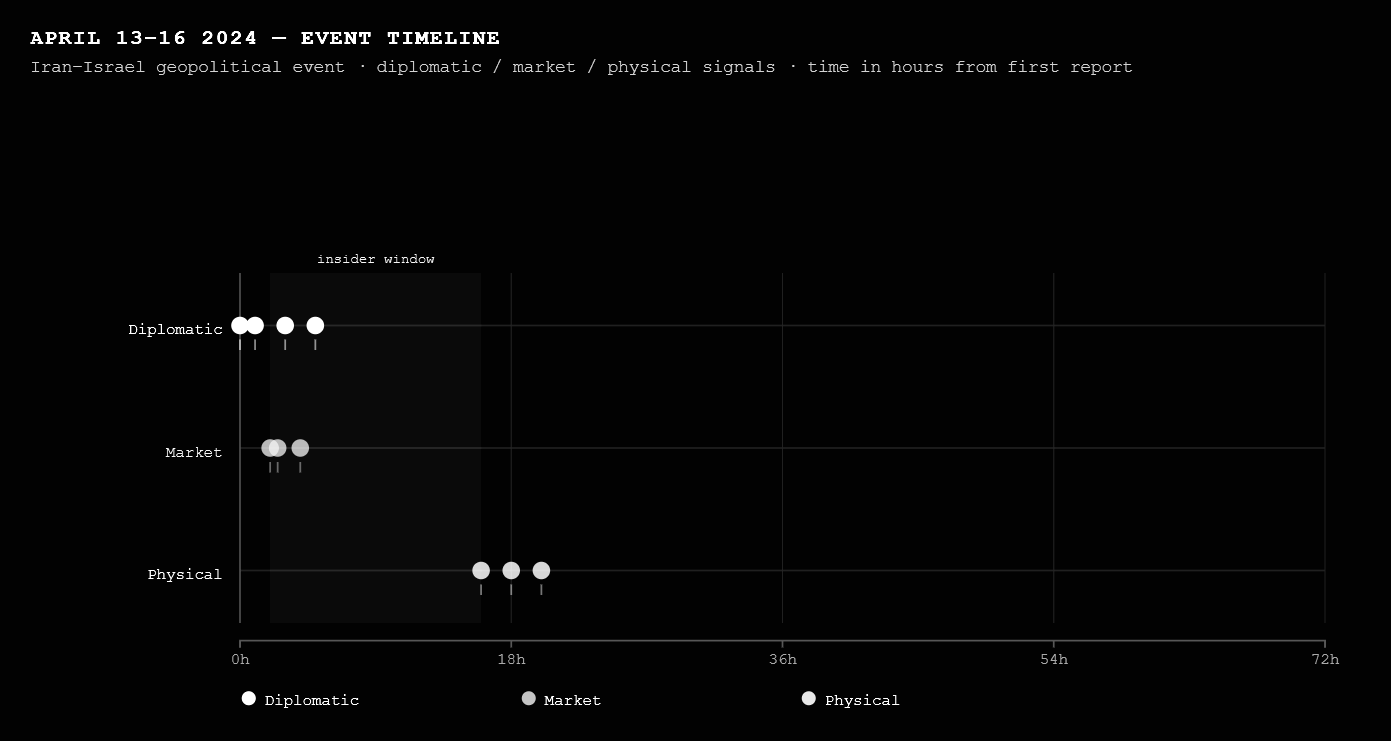 APRIL 13–16 2024 — EVENT TIMELINE
Iran–Israel geopolitical event · diplomatic / market / physical signals · time in hours from first report
insider window
Diplomatic
Market
Physical
0h 18h 36h 54h 72h
Diplomatic Market Physical